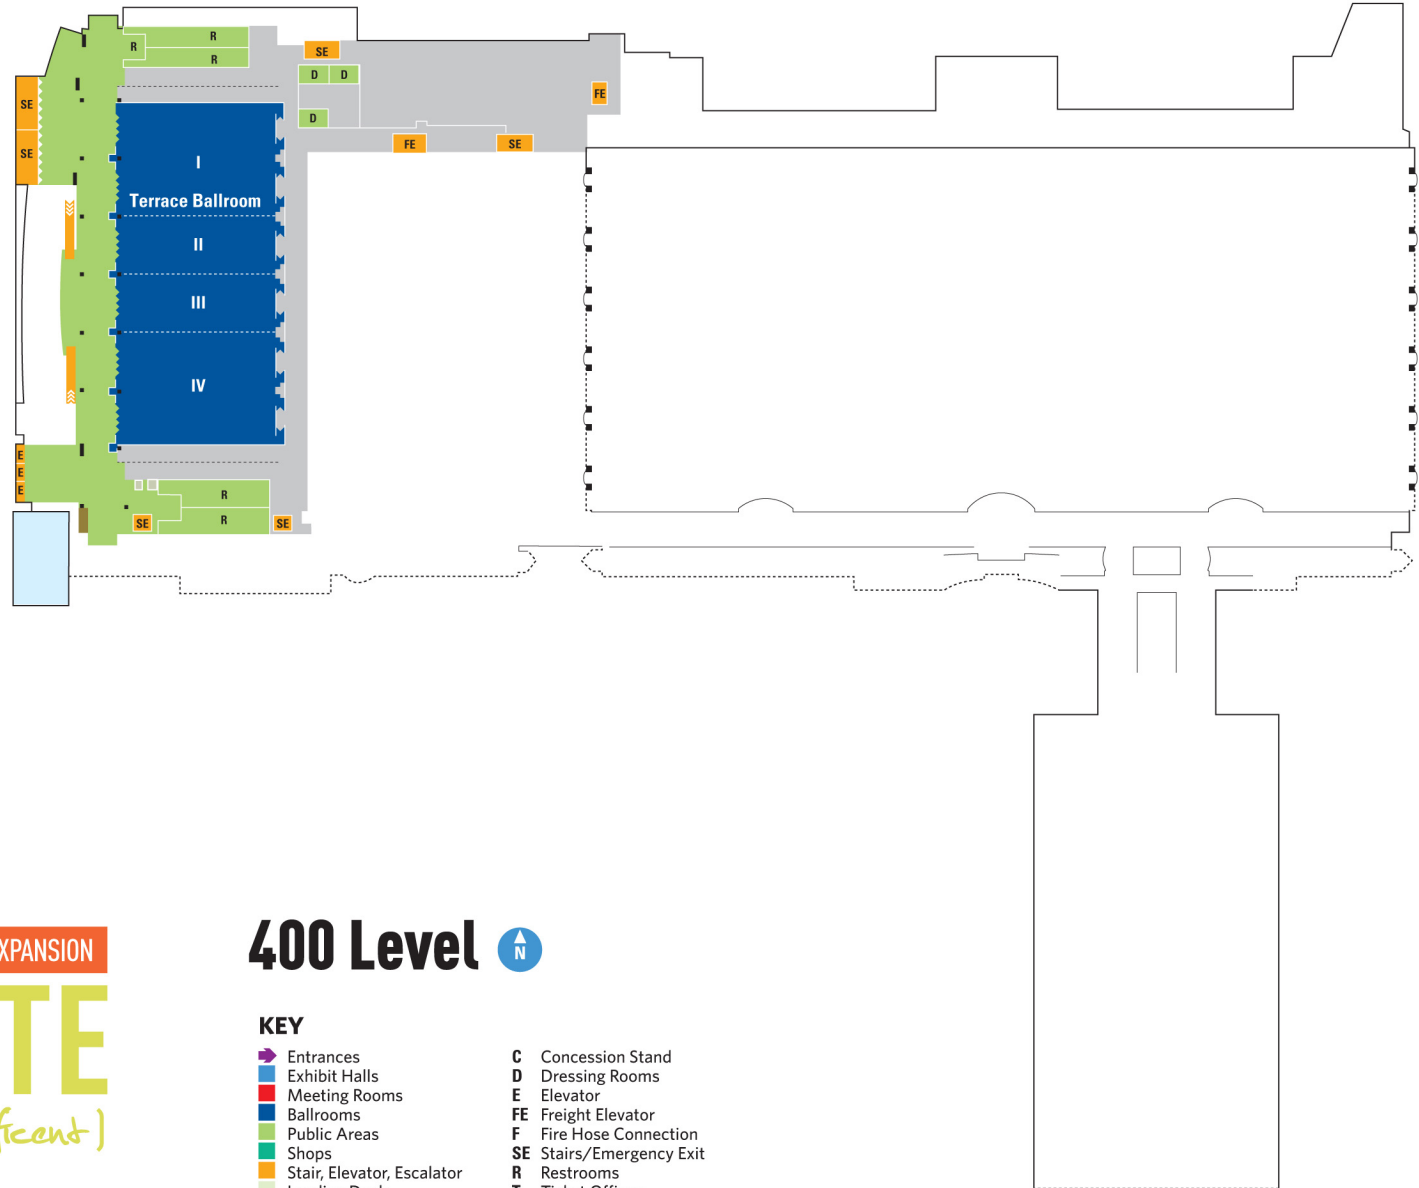 R
R
R
SE
D
D
SE
FE
D
FE
SE
SE
I
Terrace Ballroom
II
III
IV
E
E
E
R
R
SE
SE
400 Level
N
EXPANSION
TE
KEY
Entrances
Exhibit Halls
Meeting Rooms
Ballrooms
Public Areas
Shops
Stair, Elevator, Escalator
C Concession Stand
D Dressing Rooms
E Elevator
FE Freight Elevator
F Fire Hose Connection
SE Stairs/Emergency Exit
R Restrooms